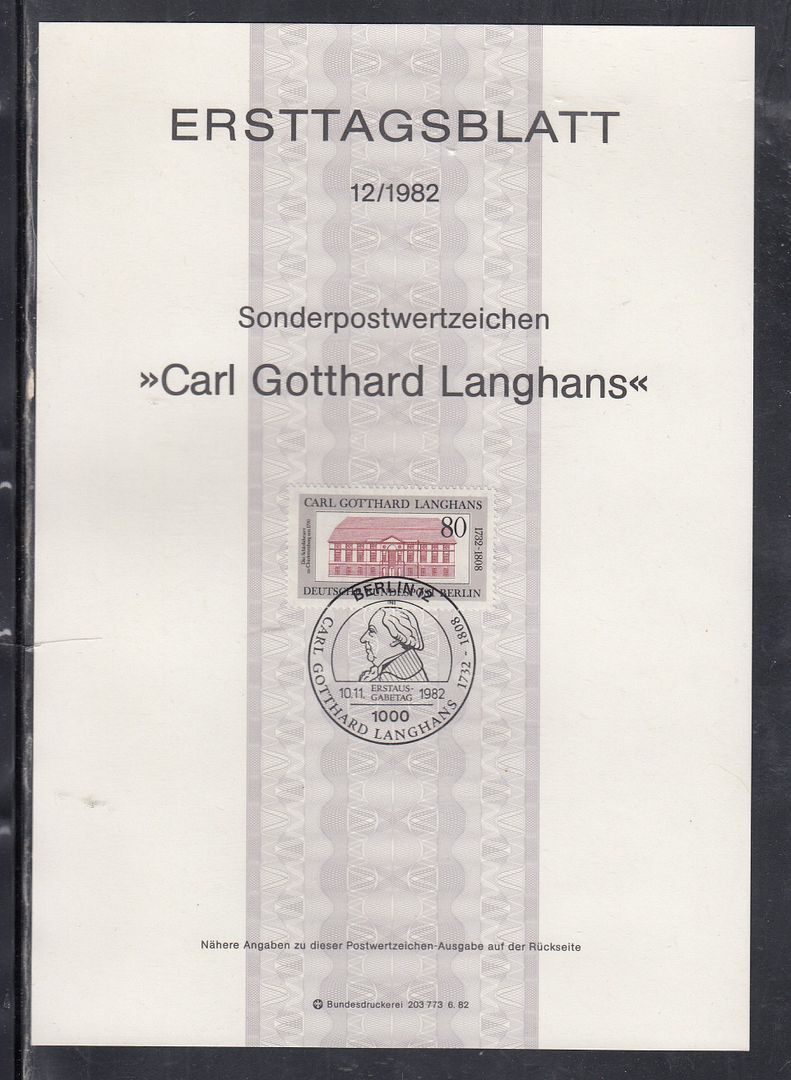 ERSTTAGSBLATT
12/1982
Sonderpostwertzeichen
»Carl Gotthard Langhans«
CARL GOTTHARD LANGHANS
80
1732-1808
DEUTSCHE BUNDESPOST BERLIN
BERLIN 12
CARL GOTTHARD LANGHANS 1732-1808
10.11. ERSTAUS- 1982
GABETAG
1000
Nähere Angaben zu dieser Postwertzeichen-Ausgabe auf der Rückseite
Bundesdruckerei 203 773 6.82